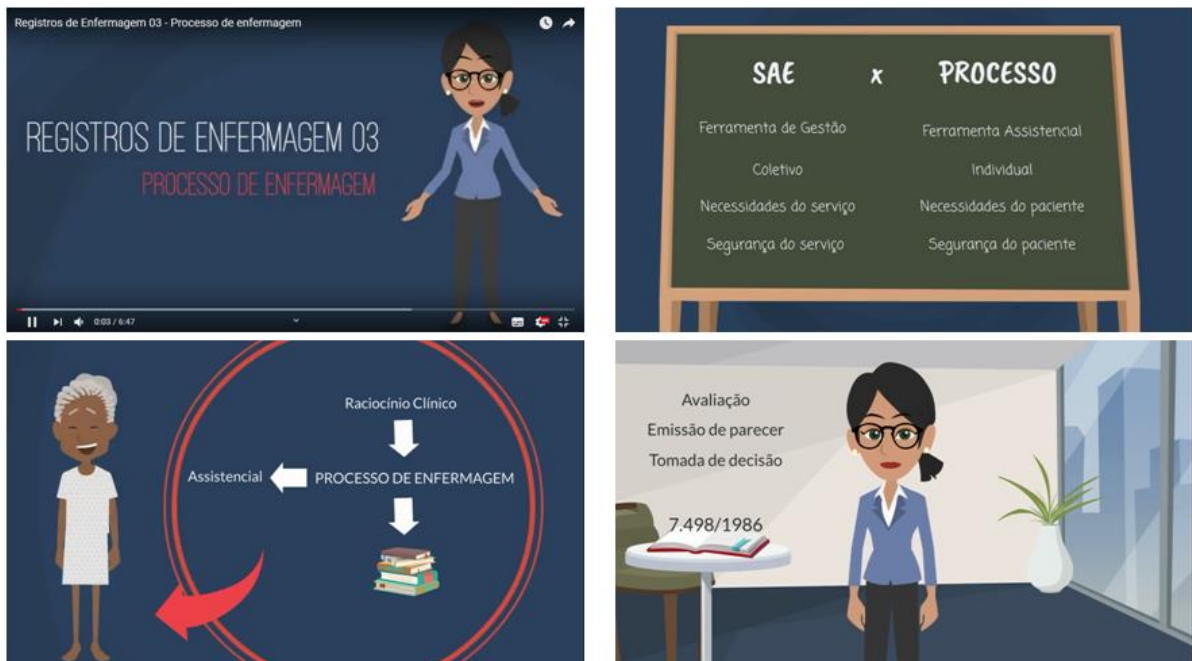 Registros de Enfermagem 03 - Processo de enfermagem
REGISTROS DE ENFERMAGEM 03
PROCESSO DE ENFERMAGEM
0:03 / 6:47
SAE x PROCESSO
Ferramenta de Gestão Ferramenta Assistencial
Coletivo Individual
Necessidades do serviço Necessidades do paciente
Segurança do serviço Segurança do paciente
Raciocínio Clínico
Assistencial PROCESSO DE ENFERMAGEM
Avaliação
Emissão de parecer
Tomada de decisão
7.498/1986